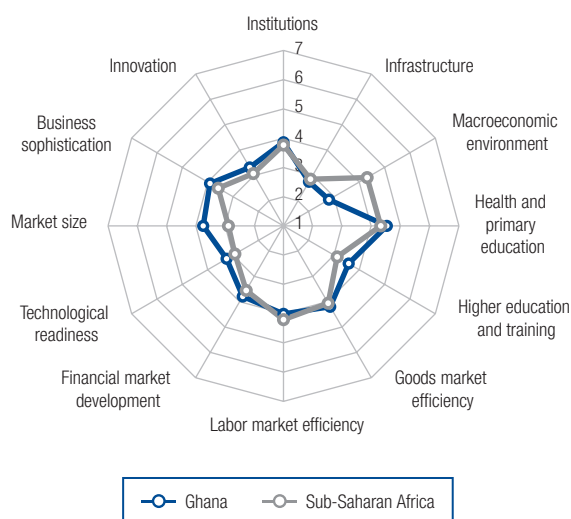 Institutions
7
6
5
4
3
2
1
Infrastructure
Macroeconomic
environment
Health and
primary
education
Higher education
and training
Goods market
efficiency
Labor market efficiency
Financial market
development
Technological
readiness
Market size
Business
sophistication
Innovation
Ghana
Sub-Saharan Africa